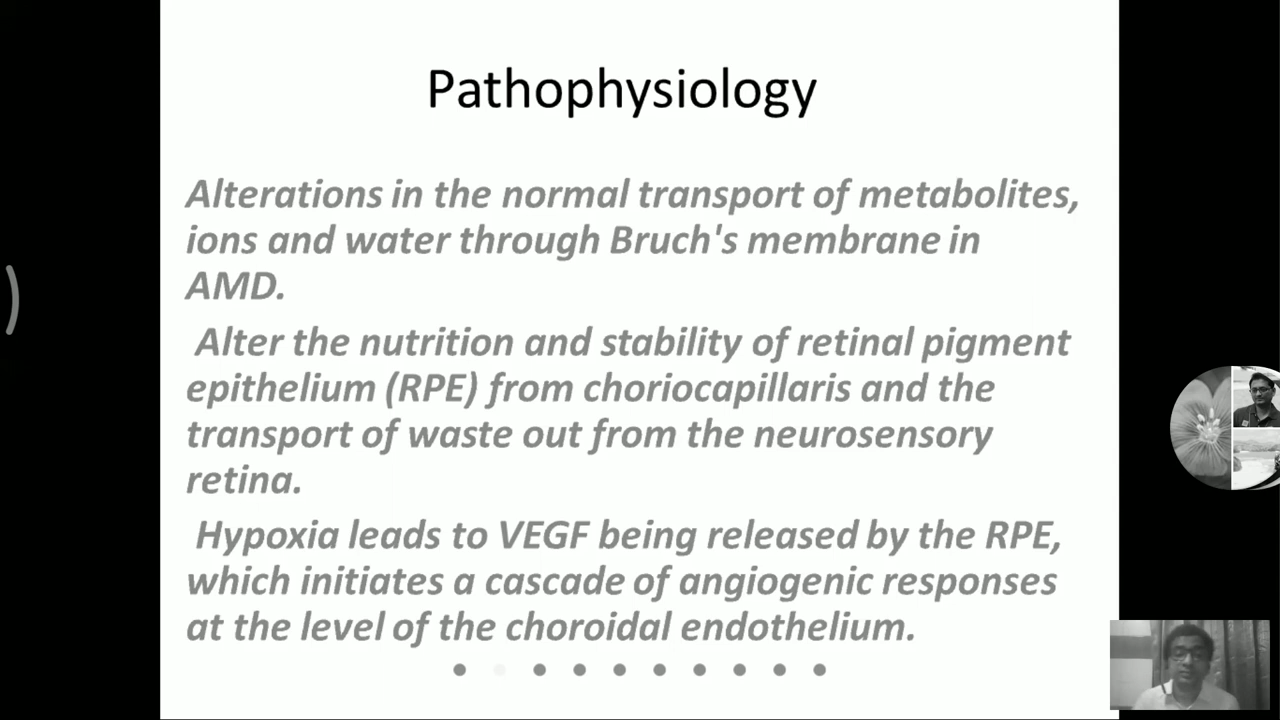 Pathophysiology
Alterations in the normal transport of metabolites,
ions and water through Bruch's membrane in
AMD.
Alter the nutrition and stability of retinal pigment
epithelium (RPE) from choriocapillaris and the
transport of waste out from the neurosensory
retina.
Hypoxia leads to VEGF being released by the RPE,
which initiates a cascade of angiogenic responses
at the level of the choroidal endothelium.